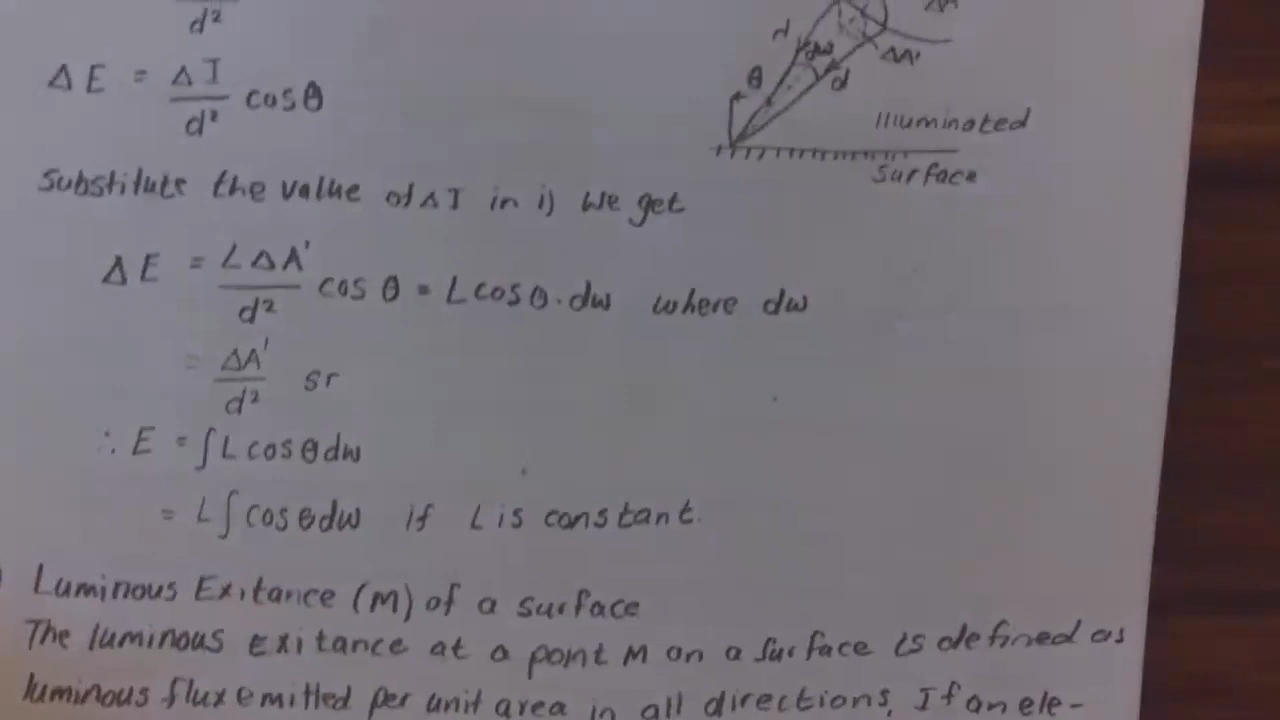 d²
ΔE = ΔI/d² cosθ
d
dw
θ
d
ΔA'
Illuminated
surface
substitute the value of ΔI in i) we get
ΔE = LΔA'/d² cos θ = L cosθ. dw where dw
= ΔA'/d² sr
∴ E = ∫L cosθdw
= L∫cosθdw if L is constant.
Luminous Exitance (M) of a surface
The luminous exitance at a point M on a surface is defined as
luminous flux emitted per unit area in all directions. If an ele-